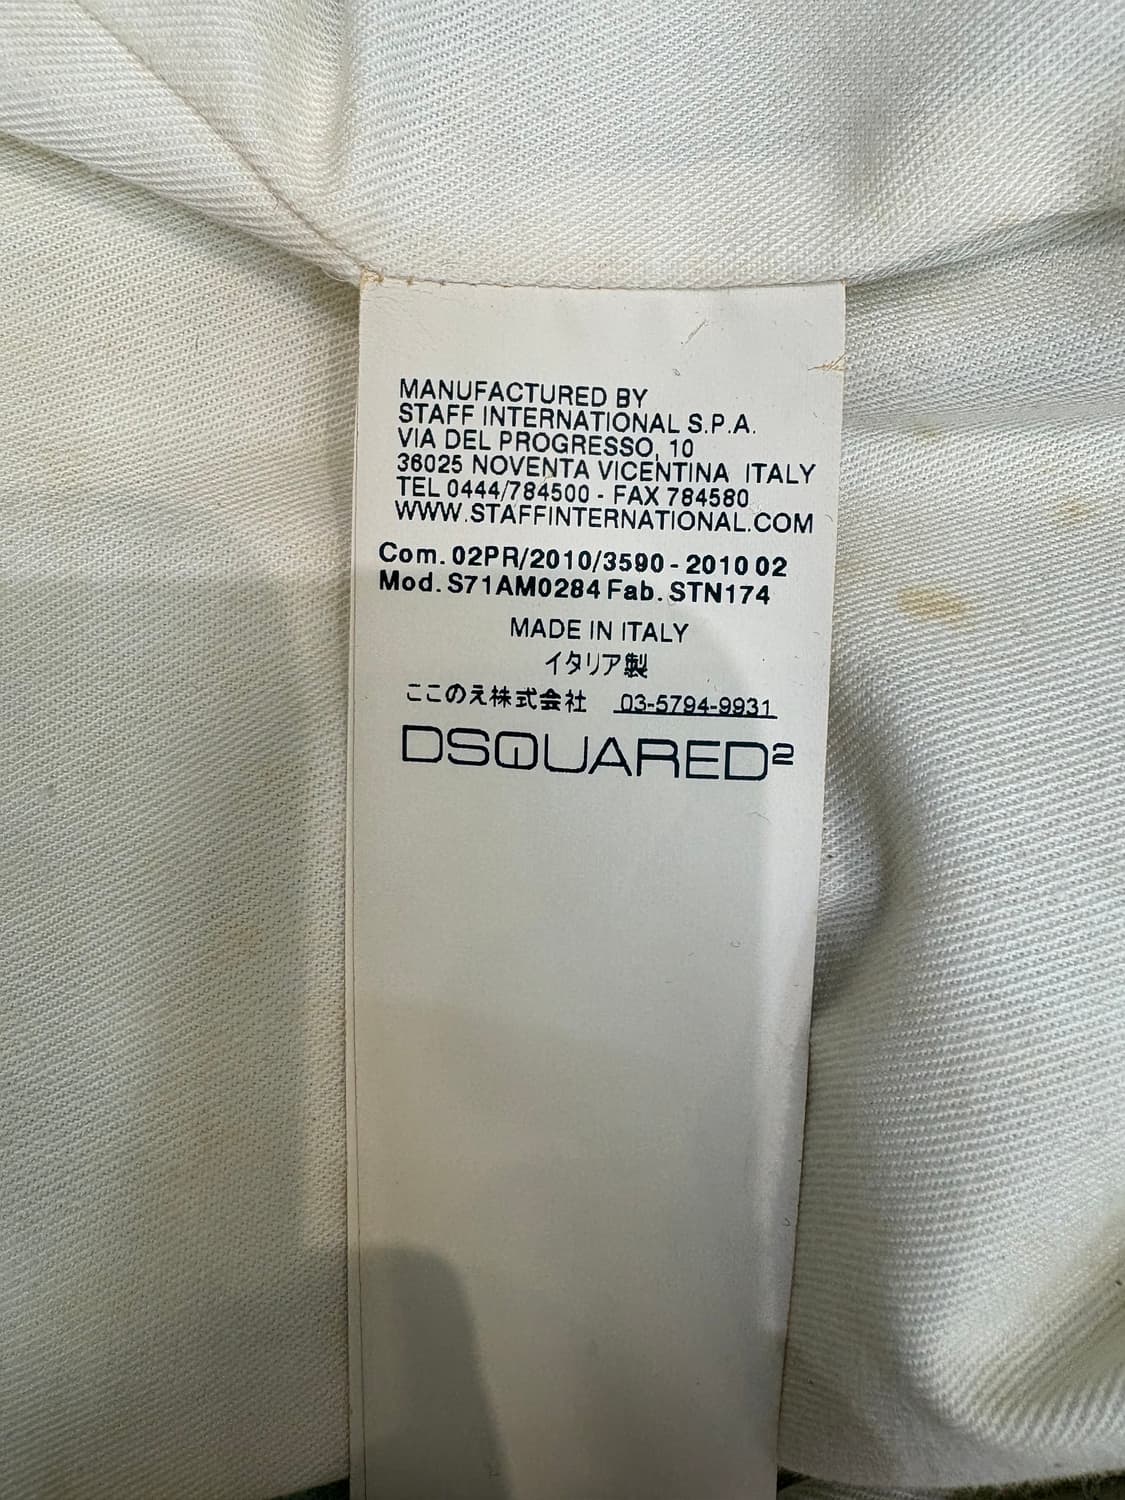 MANUFACTURED BY
STAFF INTERNATIONAL S.P.A.
VIA DEL PROGRESSO, 10
36025 NOVENTA VICENTINA ITALY
TEL 0444/784500 - FAX 784580
WWW.STAFFINTERNATIONAL.COM
Com. 02PR/2010/3590 - 2010 02
Mod. S71AM0284 Fab. STN174
MADE IN ITALY
イタリア製
ここのえ株式会社 03-5794-9931
DSQUARED²